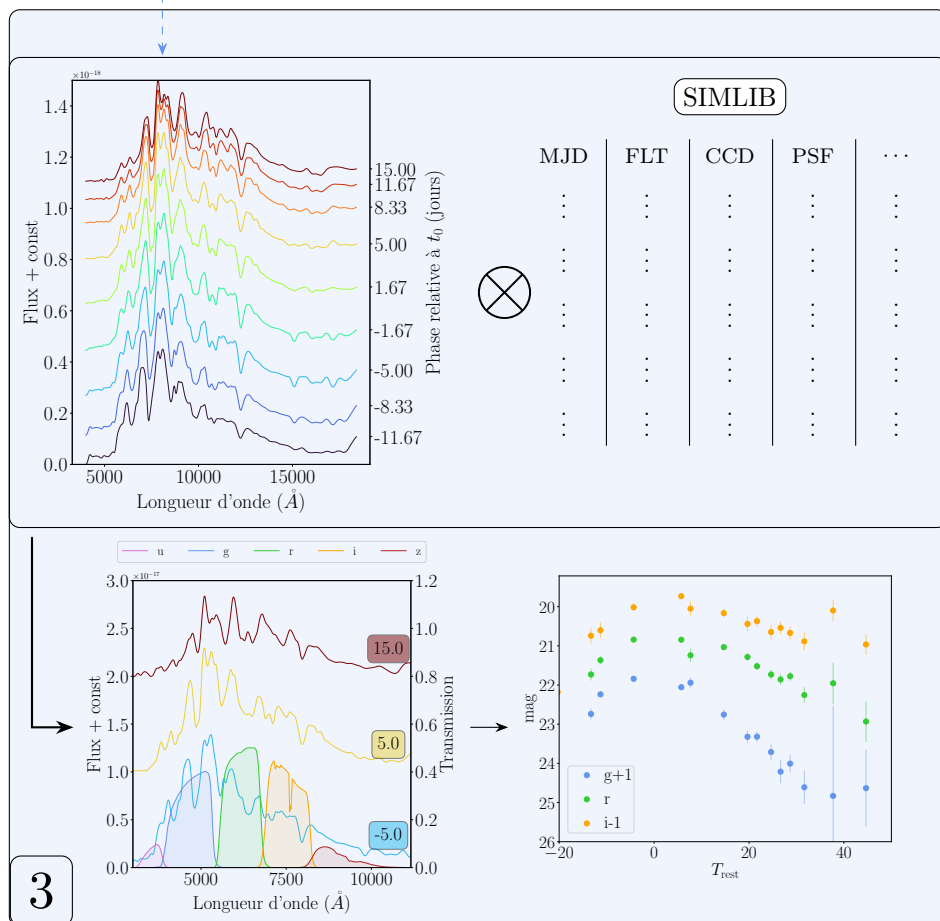 ×10⁻¹⁸
1.4
1.2
1.0
0.8
0.6
0.4
0.2
0.0
Flux + const
5000 10000 15000
Longueur d'onde (Å)
15.00
11.67
8.33
5.00
1.67
-1.67
-5.00
-8.33
-11.67
Phase relative à t₀ (jours)
SIMLIB
MJD FLT CCD PSF ···
u g r i z
×10⁻¹⁷
3.0
2.5
2.0
1.5
1.0
0.5
0.0
Flux + const
5000 7500 10000
Longueur d'onde (Å)
1.2
1.0
0.8
0.6
0.4
0.2
0.0
Transmission
15.0
5.0
-5.0
20
21
22
23
24
25
26
mag
g+1
r
i-1
-20 0 20 40
T_rest
3